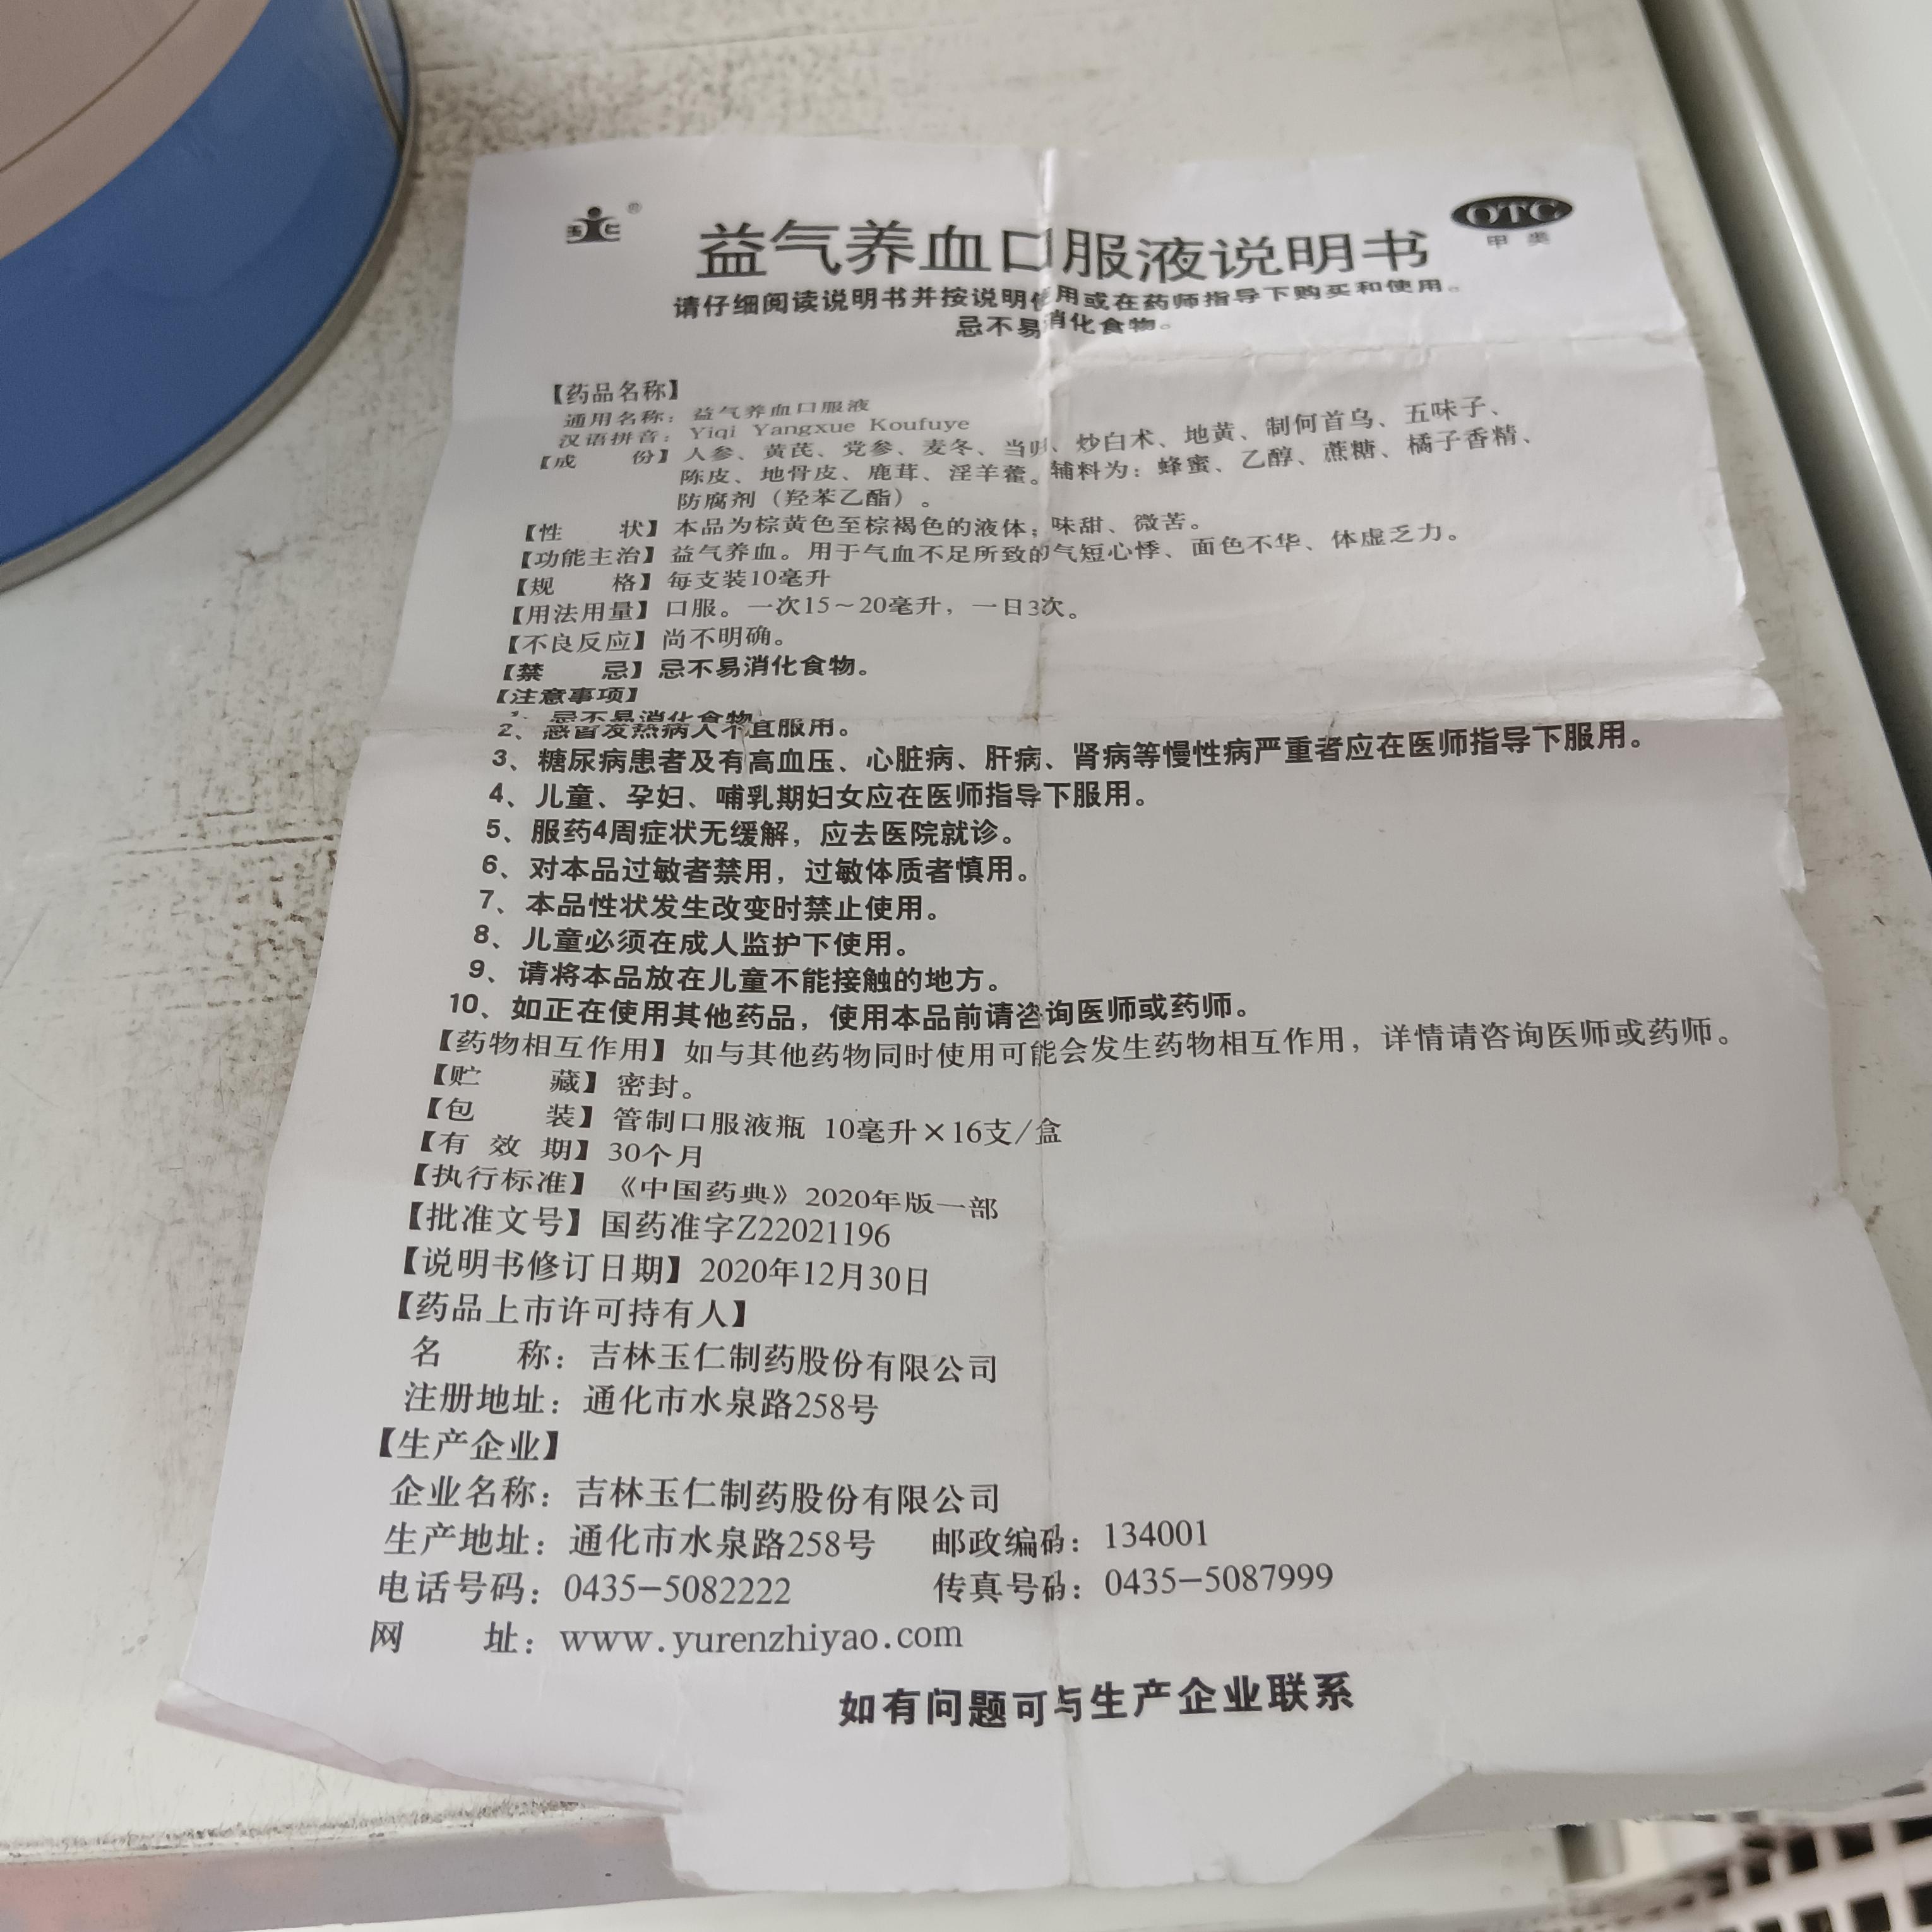 玉仁®
OTC
甲类
益气养血口服液说明书
请仔细阅读说明书并按说明使用或在药师指导下购买和使用。
忌不易消化食物。
【药品名称】
通用名称：益气养血口服液
汉语拼音：Yiqi Yangxue Koufuye
【成 份】人参、黄芪、党参、麦冬、当归、炒白术、地黄、制何首乌、五味子、
陈皮、地骨皮、鹿茸、淫羊藿。辅料为：蜂蜜、乙醇、蔗糖、橘子香精、
防腐剂（羟苯乙酯）。
【性 状】本品为棕黄色至棕褐色的液体；味甜、微苦。
【功能主治】益气养血。用于气血不足所致的气短心悸、面色不华、体虚乏力。
【规 格】每支装10毫升
【用法用量】口服。一次15～20毫升，一日3次。
【不良反应】尚不明确。
【禁 忌】忌不易消化食物。
【注意事项】
1、忌不易消化食物
2、感冒发热病人不宜服用。
3、糖尿病患者及有高血压、心脏病、肝病、肾病等慢性病严重者应在医师指导下服用。
4、儿童、孕妇、哺乳期妇女应在医师指导下服用。
5、服药4周症状无缓解，应去医院就诊。
6、对本品过敏者禁用，过敏体质者慎用。
7、本品性状发生改变时禁止使用。
8、儿童必须在成人监护下使用。
9、请将本品放在儿童不能接触的地方。
10、如正在使用其他药品，使用本品前请咨询医师或药师。
【药物相互作用】如与其他药物同时使用可能会发生药物相互作用，详情请咨询医师或药师。
【贮 藏】密封。
【包 装】管制口服液瓶 10毫升×16支/盒
【有 效 期】30个月
【执行标准】《中国药典》2020年版一部
【批准文号】国药准字Z22021196
【说明书修订日期】2020年12月30日
【药品上市许可持有人】
名 称：吉林玉仁制药股份有限公司
注册地址：通化市水泉路258号
【生产企业】
企业名称：吉林玉仁制药股份有限公司
生产地址：通化市水泉路258号 邮政编码：134001
电话号码：0435-5082222 传真号码：0435-5087999
网 址：www.yurenzhiyao.com
如有问题可与生产企业联系